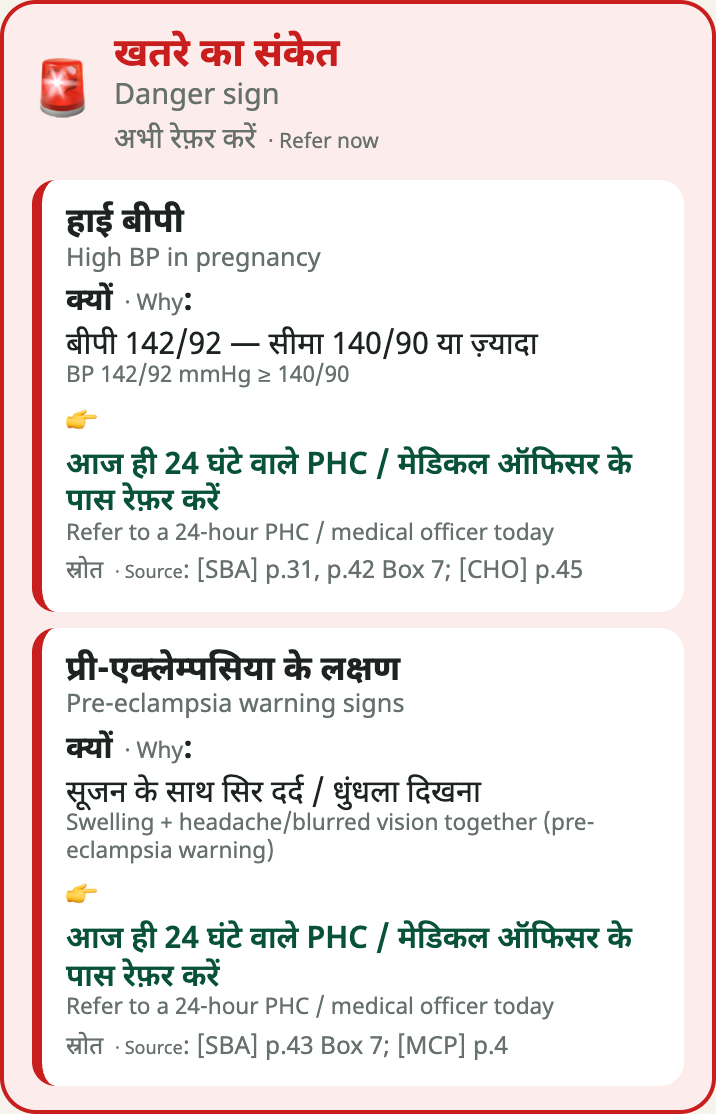 खतरे का संकेत
Danger sign
अभी रेफ़र करें · Refer now
हाई बीपी
High BP in pregnancy
क्यों · Why:
बीपी 142/92 — सीमा 140/90 या ज़्यादा
BP 142/92 mmHg ≥ 140/90
👉
आज ही 24 घंटे वाले PHC / मेडिकल ऑफिसर के
पास रेफ़र करें
Refer to a 24-hour PHC / medical officer today
स्रोत · Source: [SBA] p.31, p.42 Box 7; [CHO] p.45
प्री-एक्लेम्पसिया के लक्षण
Pre-eclampsia warning signs
क्यों · Why:
सूजन के साथ सिर दर्द / धुंधला दिखना
Swelling + headache/blurred vision together (pre-
eclampsia warning)
👉
आज ही 24 घंटे वाले PHC / मेडिकल ऑफिसर के
पास रेफ़र करें
Refer to a 24-hour PHC / medical officer today
स्रोत · Source: [SBA] p.43 Box 7; [MCP] p.4